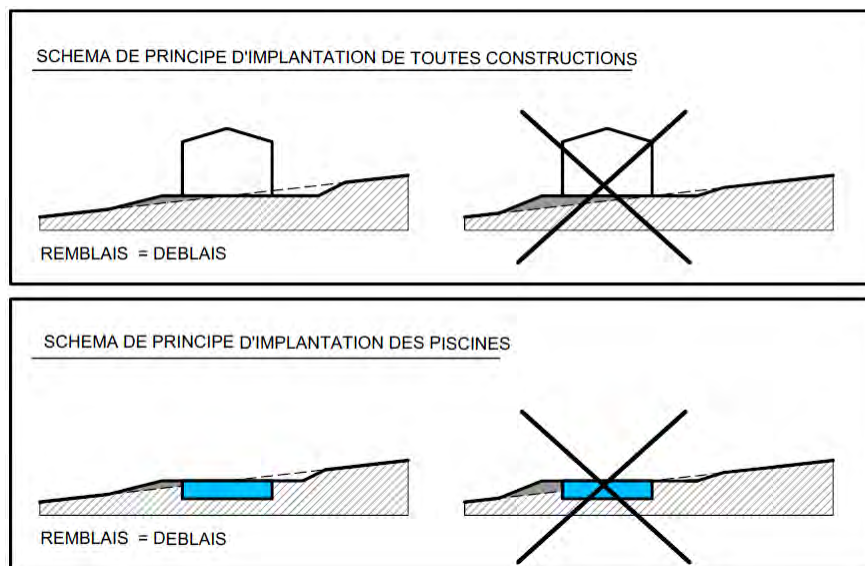 SCHEMA DE PRINCIPE D'IMPLANTATION DE TOUTES CONSTRUCTIONS
REMBLAIS = DEBLAIS
SCHEMA DE PRINCIPE D'IMPLANTATION DES PISCINES
REMBLAIS = DEBLAIS